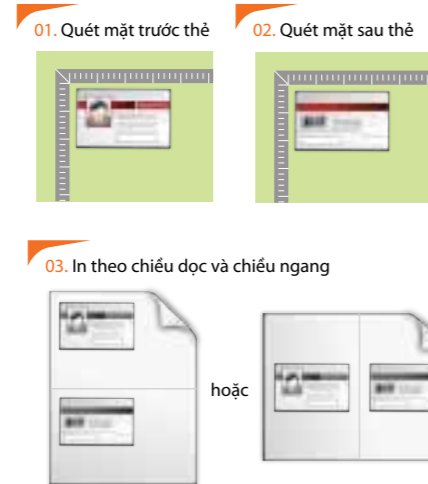 01. Quét mặt trước thẻ
02. Quét mặt sau thẻ
03. In theo chiều dọc và chiều ngang
hoặc